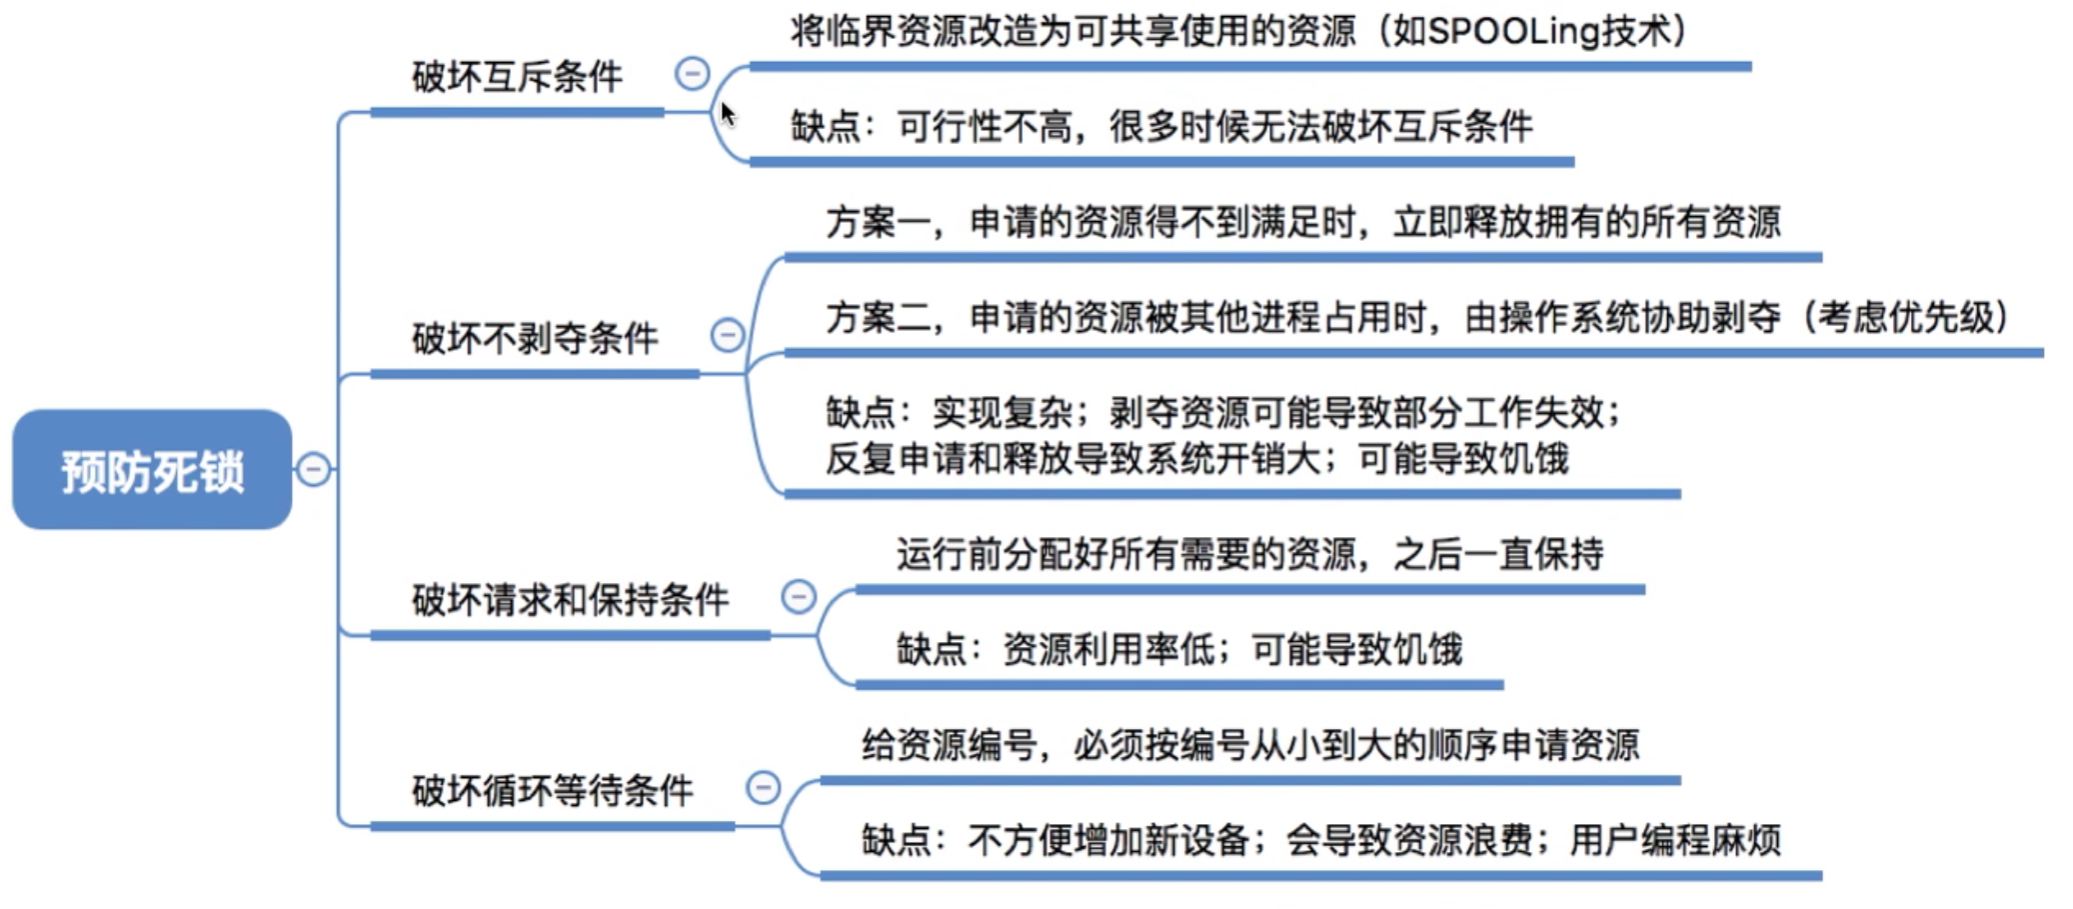 预防死锁
破坏互斥条件
将临界资源改造为可共享使用的资源（如SPOOLing技术）
缺点：可行性不高，很多时候无法破坏互斥条件
破坏不剥夺条件
方案一，申请的资源得不到满足时，立即释放拥有的所有资源
方案二，申请的资源被其他进程占用时，由操作系统协助剥夺（考虑优先级）
缺点：实现复杂；剥夺资源可能导致部分工作失效；
反复申请和释放导致系统开销大；可能导致饥饿
破坏请求和保持条件
运行前分配好所有需要的资源，之后一直保持
缺点：资源利用率低；可能导致饥饿
破坏循环等待条件
给资源编号，必须按编号从小到大的顺序申请资源
缺点：不方便增加新设备；会导致资源浪费；用户编程麻烦